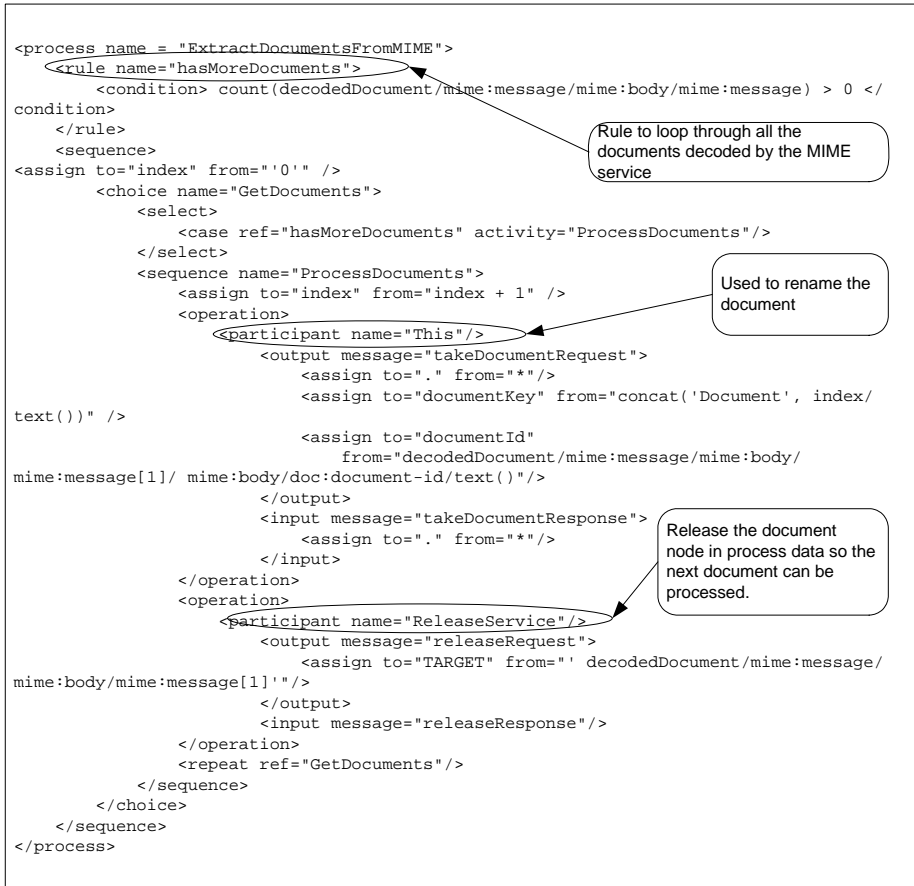 <process name = "ExtractDocumentsFromMIME">
<rule name="hasMoreDocuments">
<condition> count(decodedDocument/mime:message/mime:body/mime:message) > 0 </
condition>
</rule>
Rule to loop through all the
documents decoded by the MIME
service
<sequence>
<assign to="index" from="'0'" />
<choice name="GetDocuments">
<select>
<case ref="hasMoreDocuments" activity="ProcessDocuments"/>
</select>
<sequence name="ProcessDocuments">
Used to rename the
document
<assign to="index" from="index + 1" />
<operation>
<participant name="This"/>
<output message="takeDocumentRequest">
<assign to="." from="*"/>
<assign to="documentKey" from="concat('Document', index/
text())" />
<assign to="documentId"
from="decodedDocument/mime:message/mime:body/
mime:message[1]/ mime:body/doc:document-id/text()"/>
</output>
<input message="takeDocumentResponse">
<assign to="." from="*"/>
</input>
Release the document
node in process data so the
next document can be
processed.
</operation>
<operation>
<participant name="ReleaseService"/>
<output message="releaseRequest">
<assign to="TARGET" from="' decodedDocument/mime:message/
mime:body/mime:message[1]'"/>
</output>
<input message="releaseResponse"/>
</operation>
<repeat ref="GetDocuments"/>
</sequence>
</choice>
</sequence>
</process>